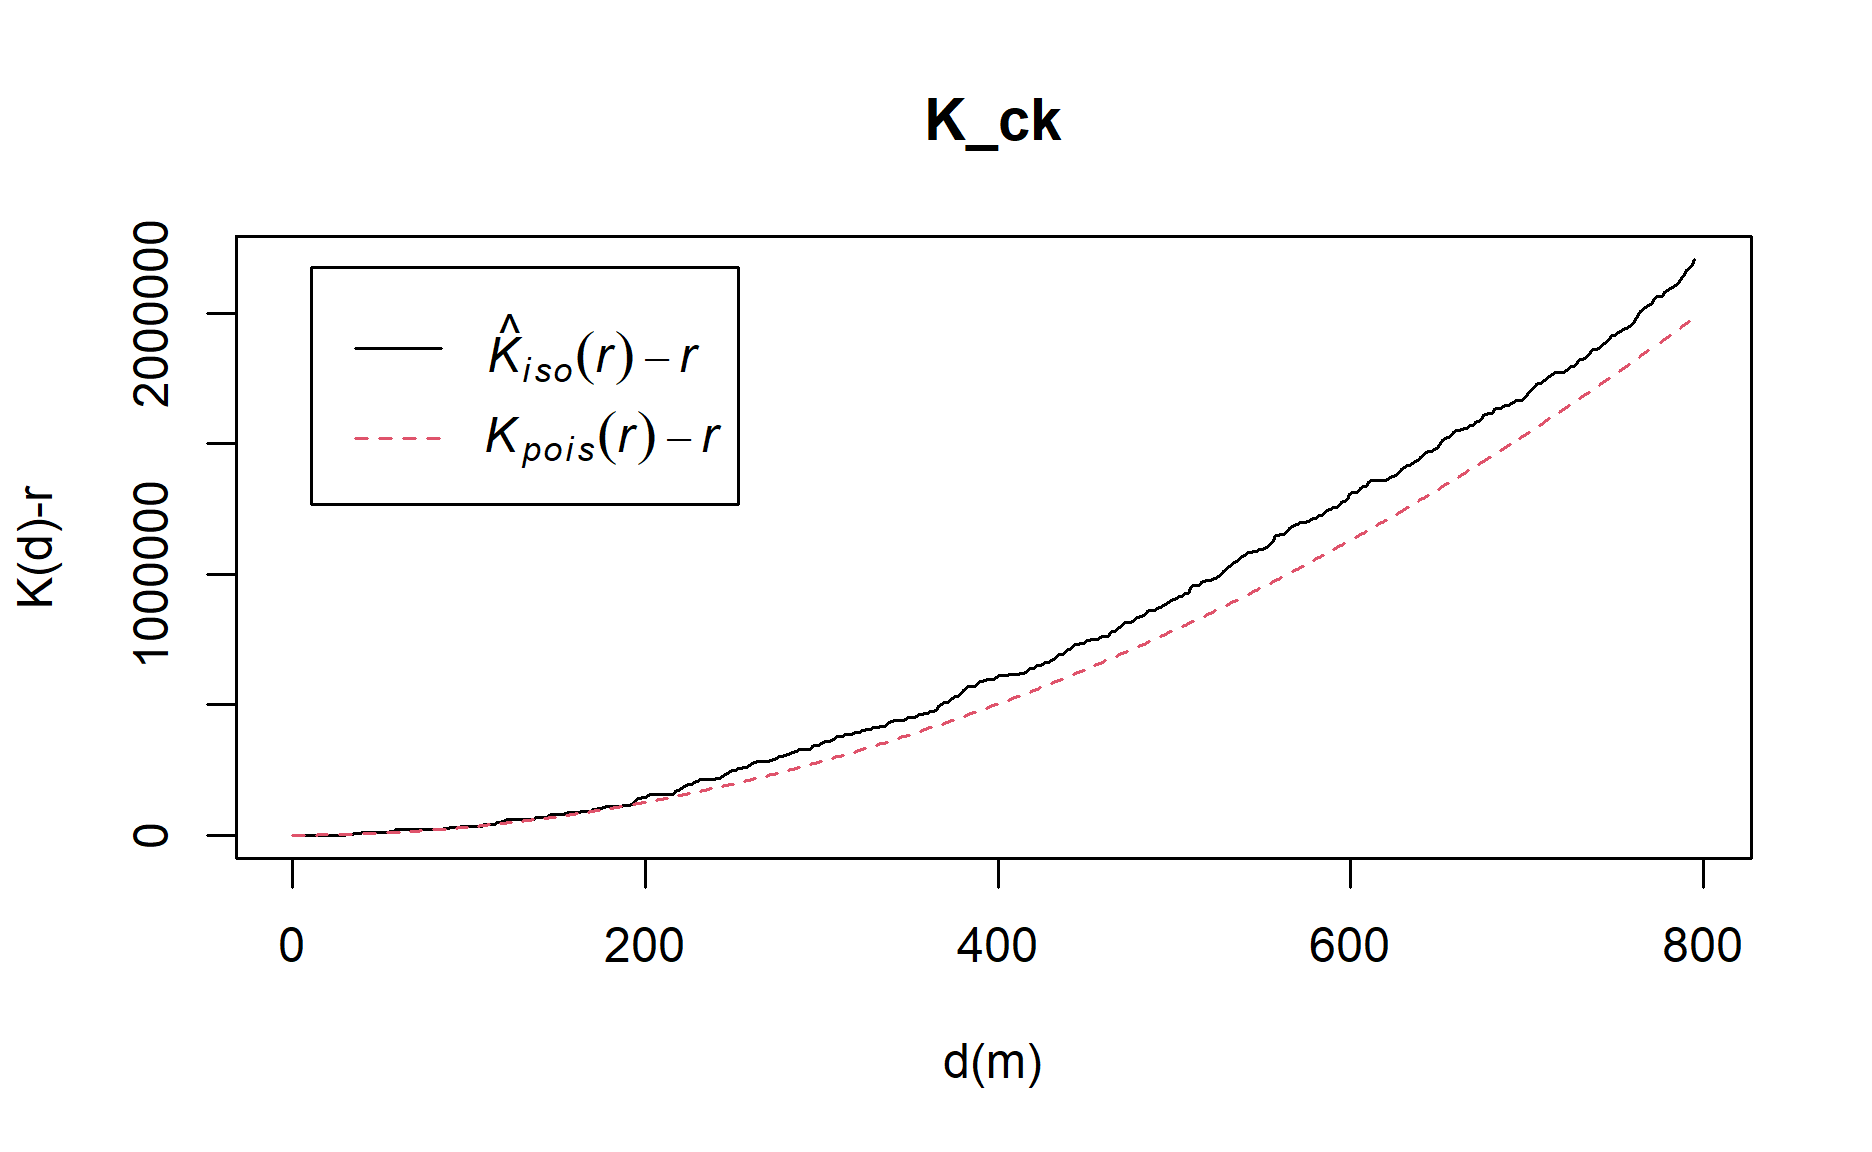 K_ck
K(d)-r
2000000
1000000
0
K̂iso(r) – r
Kpois(r) – r
0 200 400 600 800
d(m)